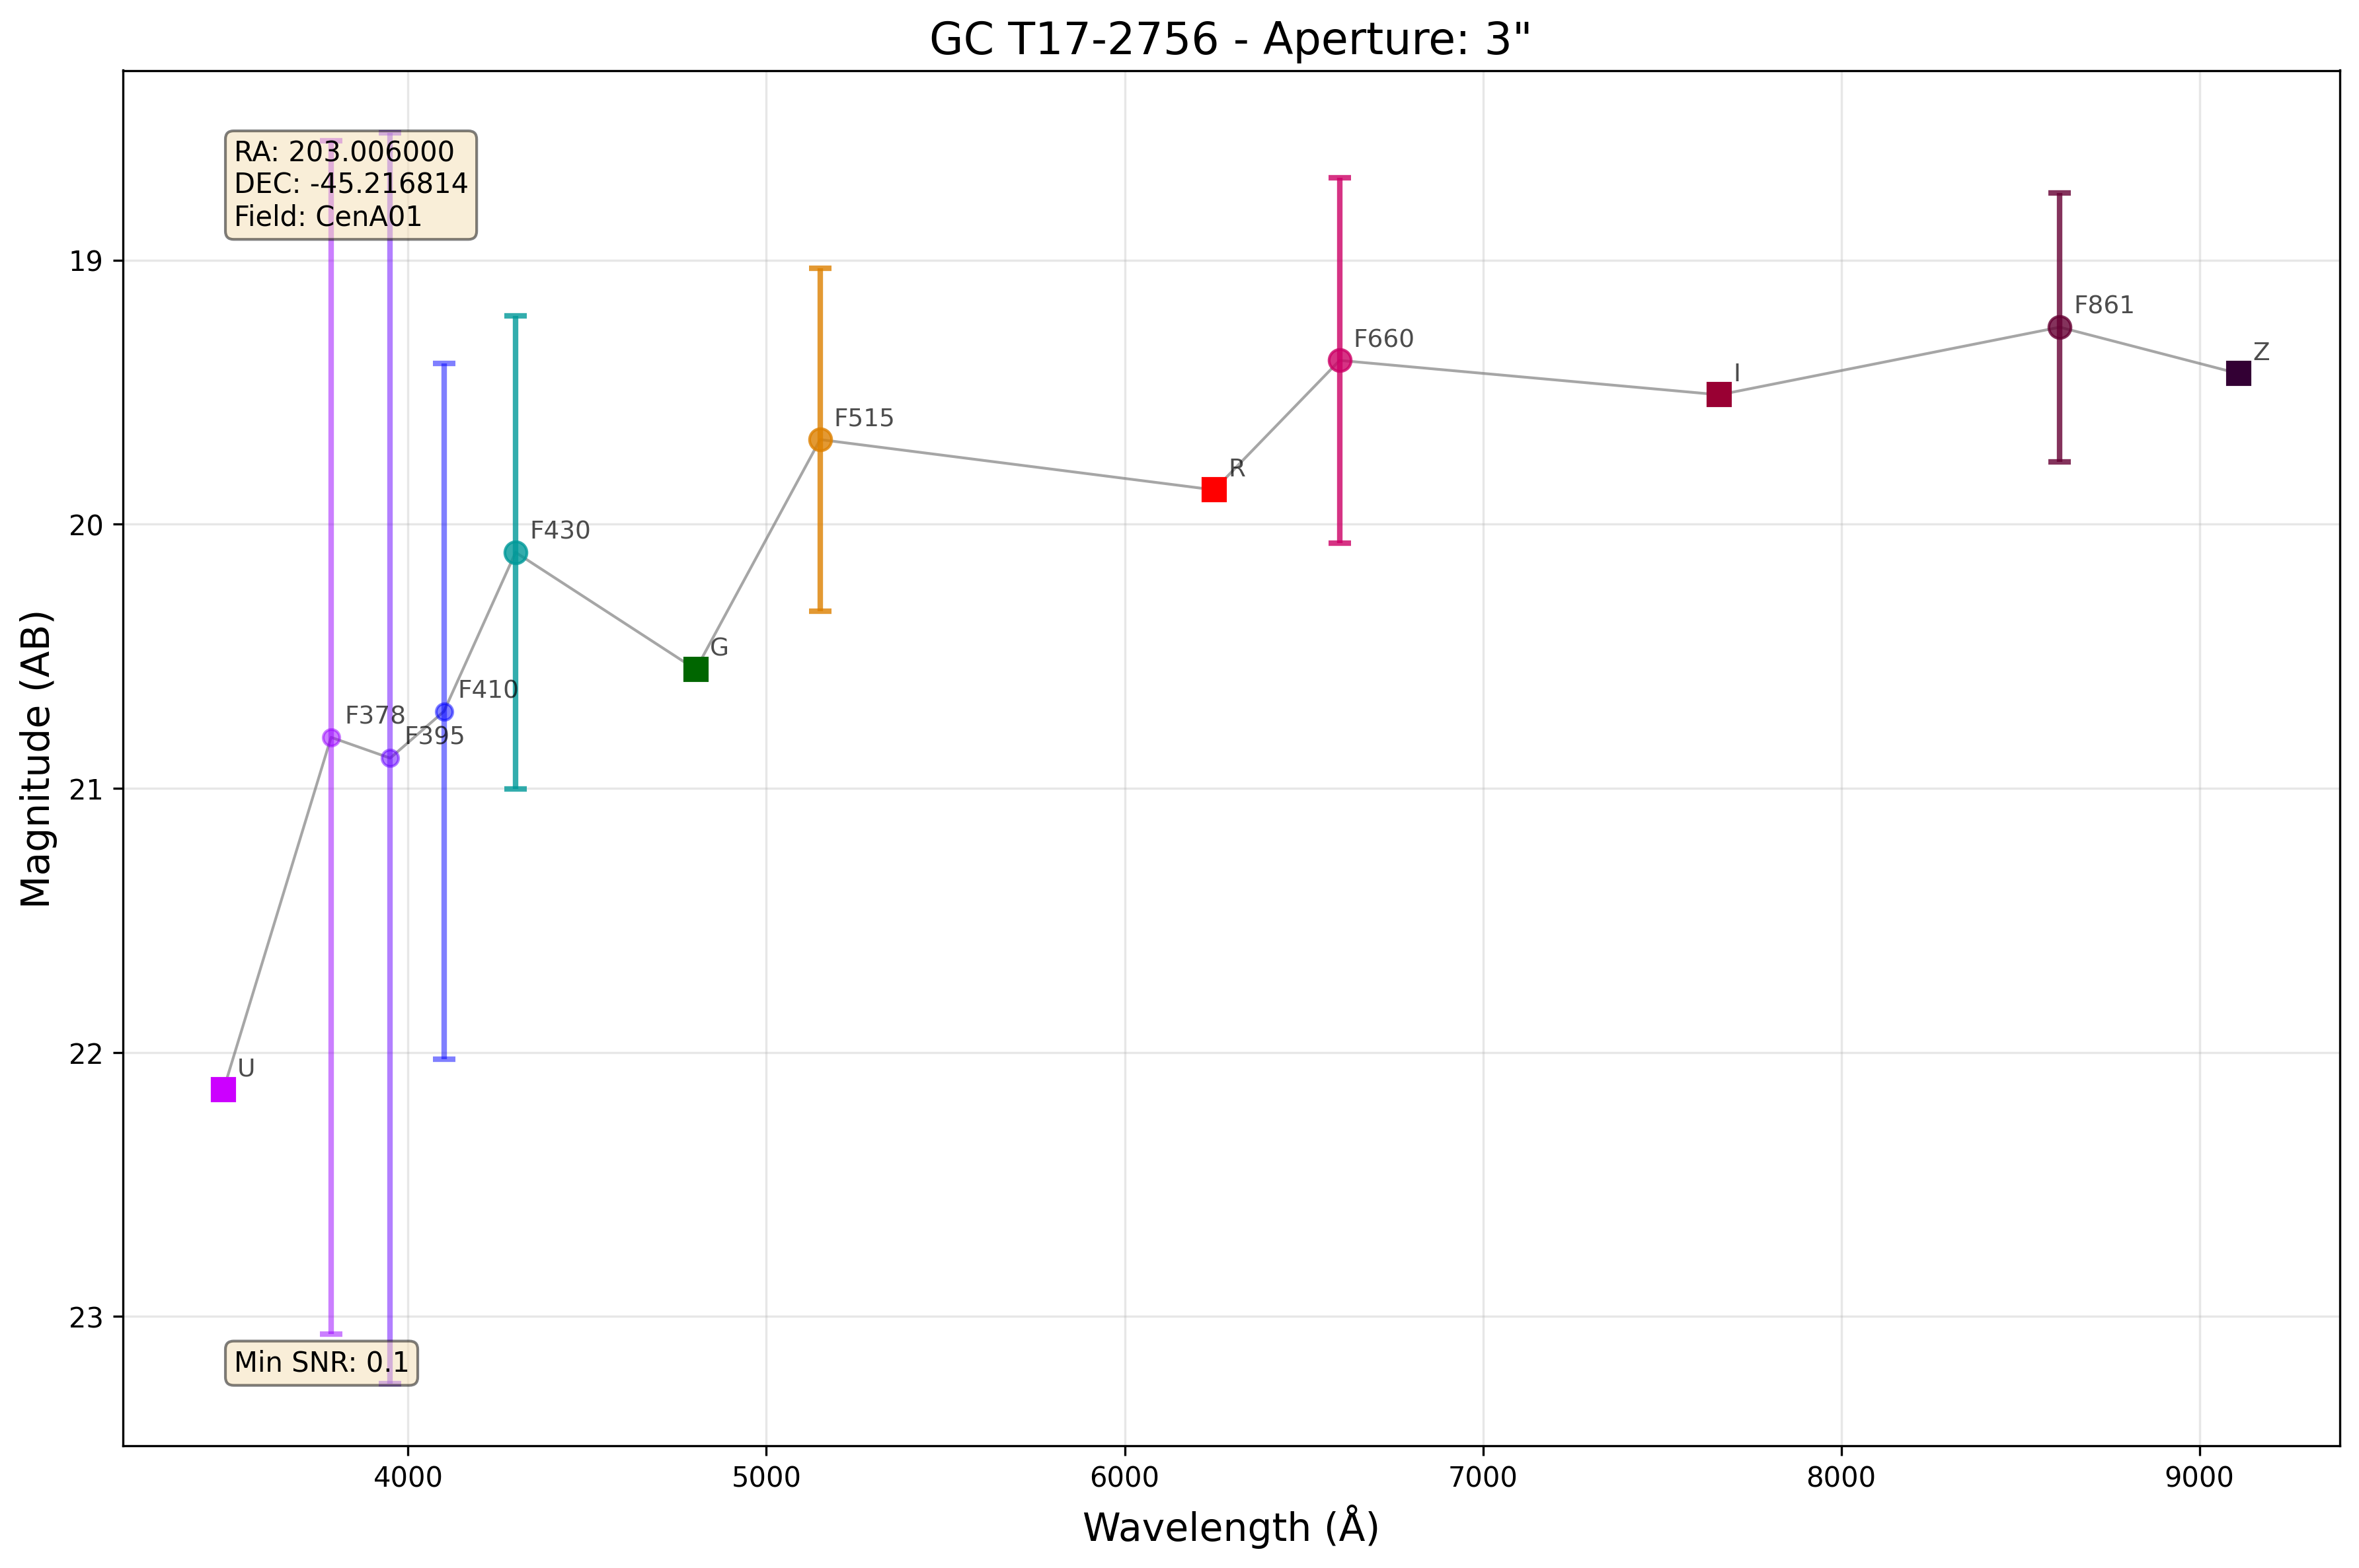 GC T17-2756 - Aperture: 3"
RA: 203.006000
DEC: -45.216814
Field: CenA01
19
20
21
22
23
Magnitude (AB)
U
F378
F395
F410
F430
G
F515
R
F660
I
F861
Z
Min SNR: 0.1
4000
5000
6000
7000
8000
9000
Wavelength (Å)